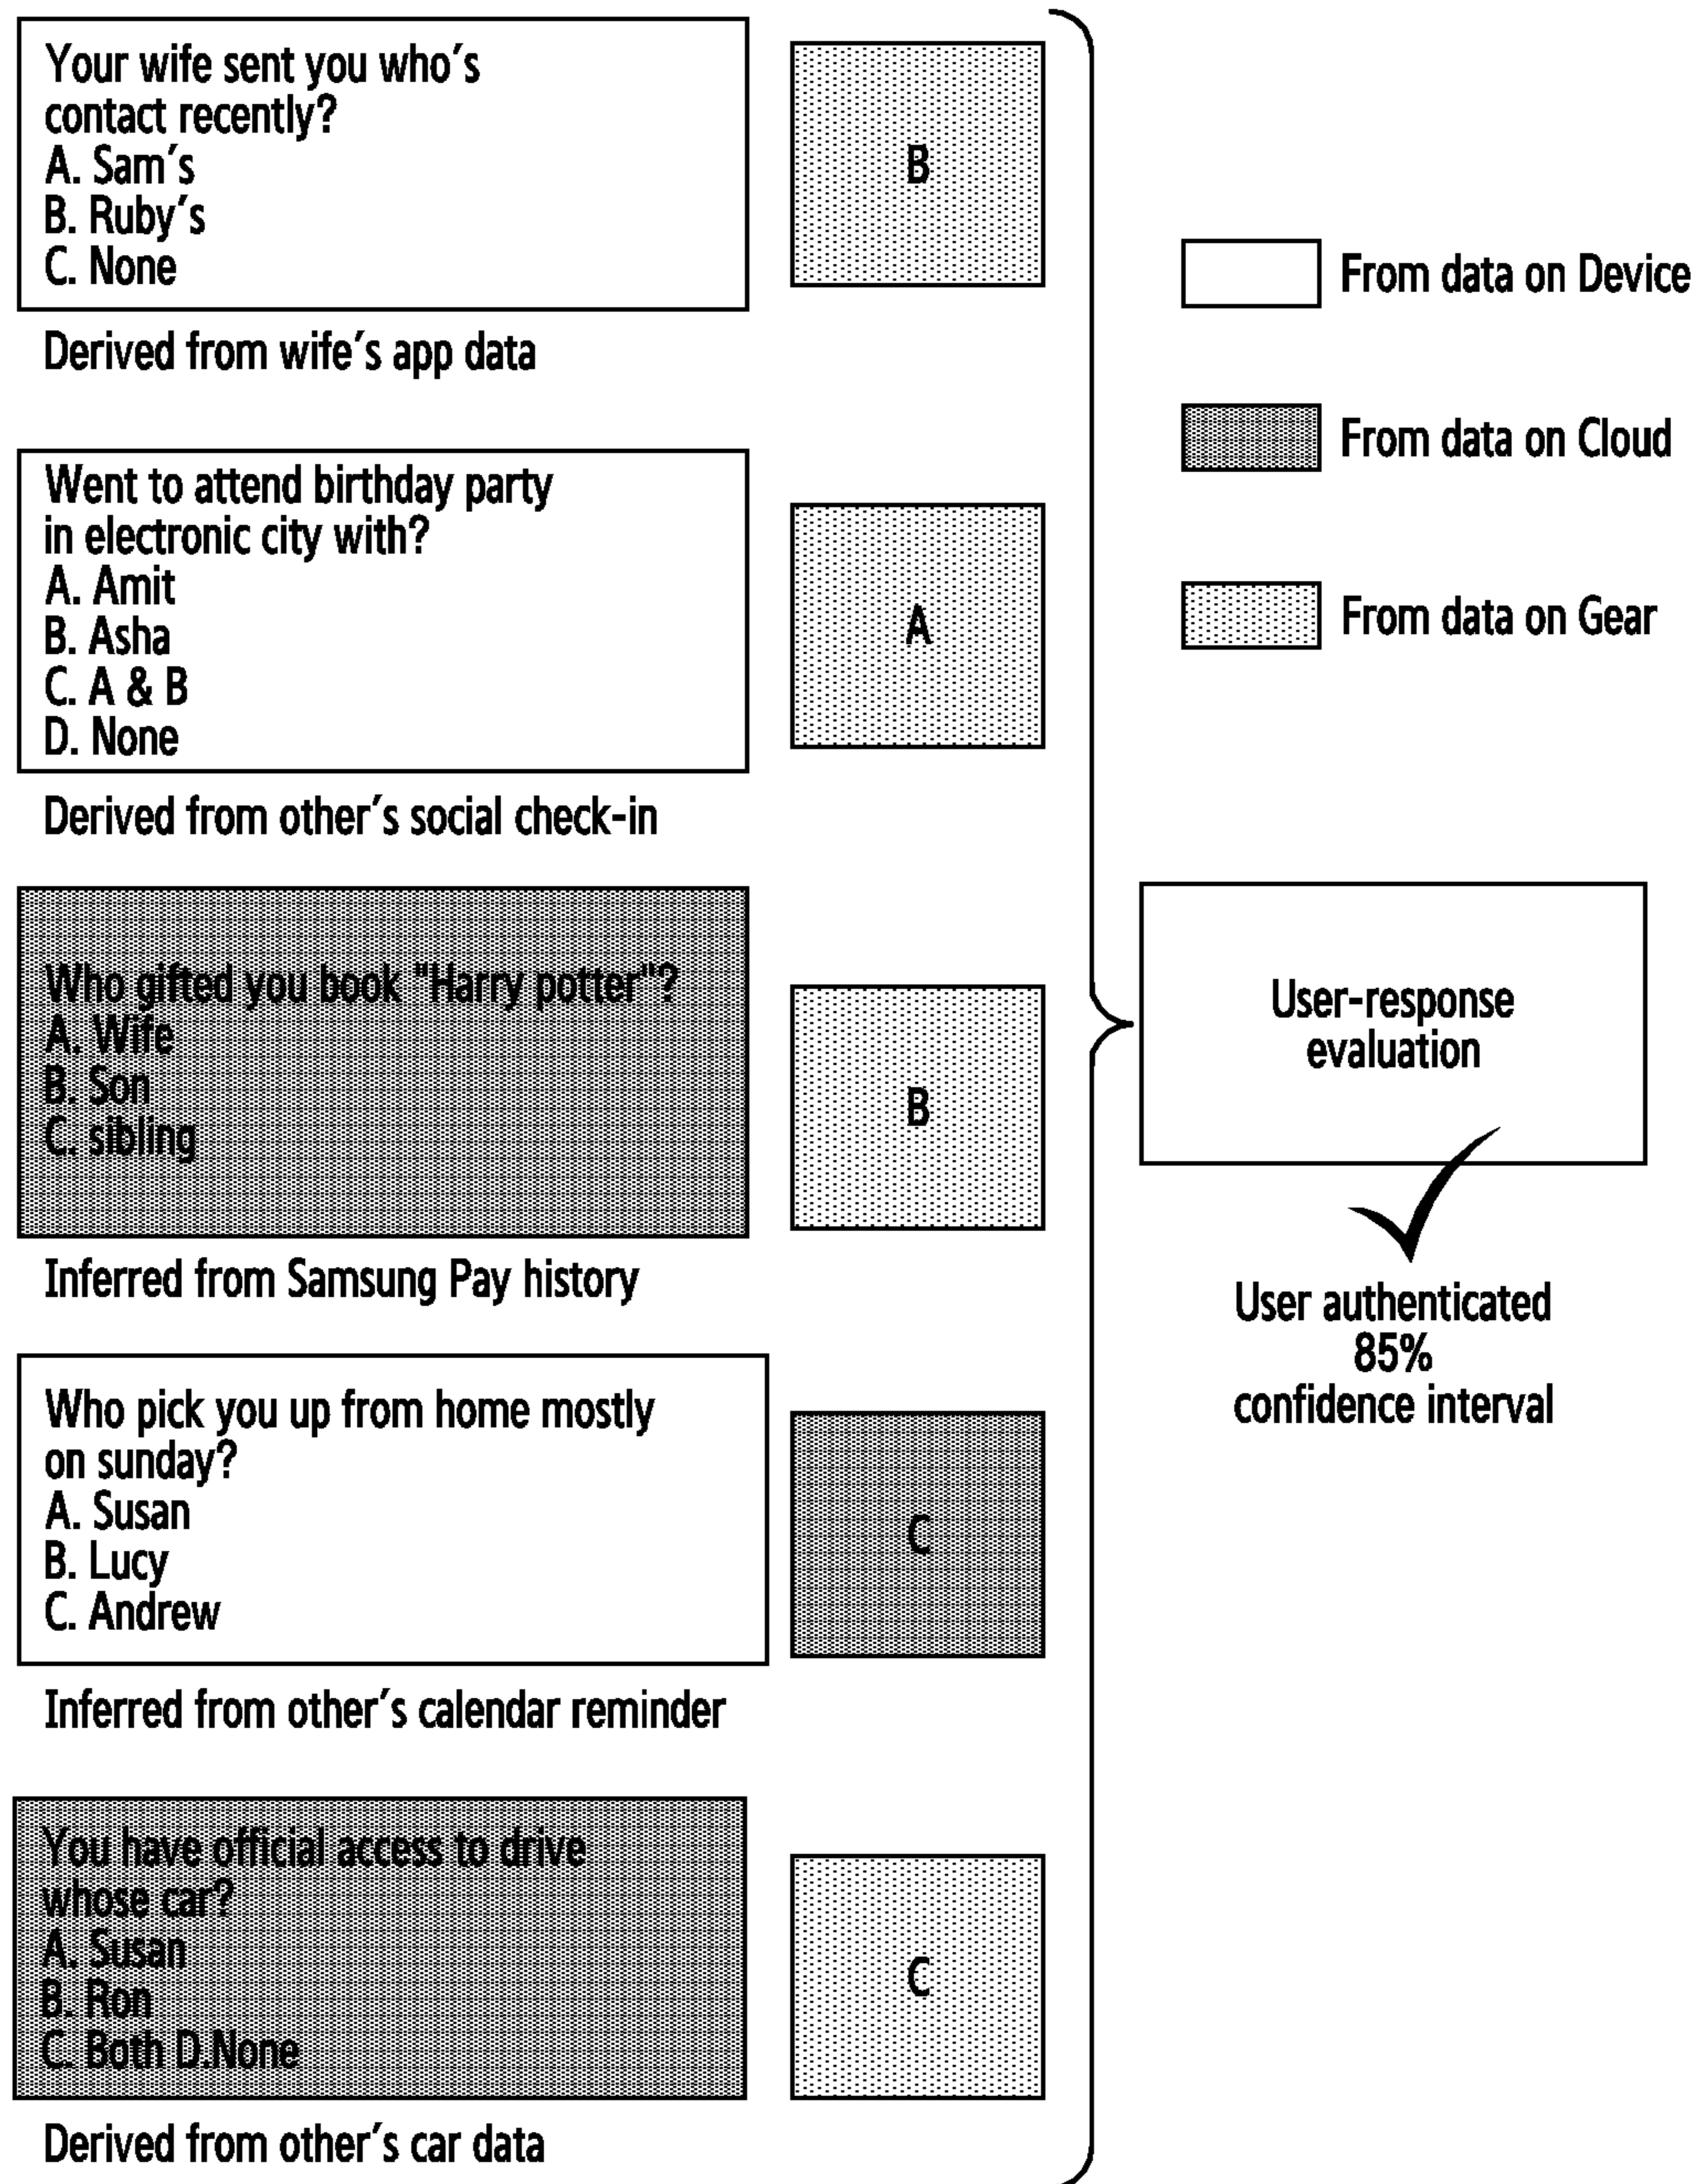 Your wife sent you who's
contact recently?
A. Sam's
B. Ruby's
C. None
B
Derived from wife's app data
Went to attend birthday party
in electronic city with?
A. Amit
B. Asha
C. A & B
D. None
A
Derived from other's social check-in
Who gifted you book "Harry potter"?
A. Wife
B. Son
C. sibling
B
Inferred from Samsung Pay history
Who pick you up from home mostly
on sunday?
A. Susan
B. Lucy
C. Andrew
C
Inferred from other's calendar reminder
You have official access to drive
whose car?
A. Susan
B. Ron
C. Both D.None
C
Derived from other's car data
From data on Device
From data on Cloud
From data on Gear
User-response
evaluation
User authenticated
85%
confidence interval